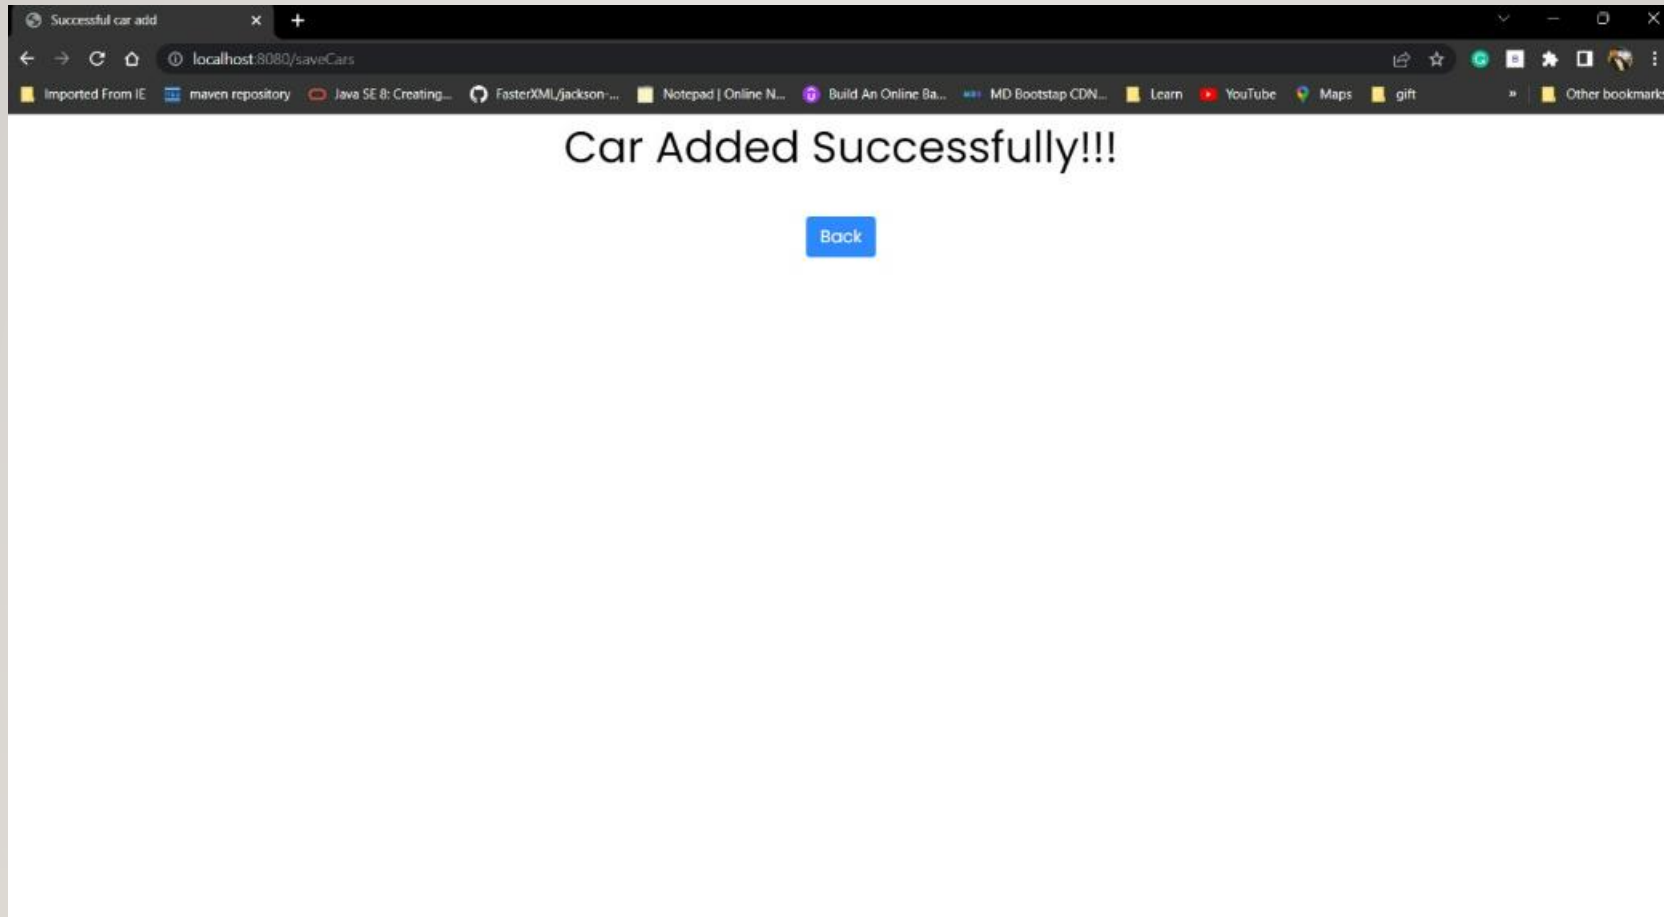 Successful car add
localhost:8080/saveCars
Imported From IE maven repository Java SE 8: Creating... FasterXML/jackson-... Notepad | Online N... Build An Online Ba... MD Bootstap CDN... Learn YouTube Maps gift » Other bookmarks
Car Added Successfully!!!
Back